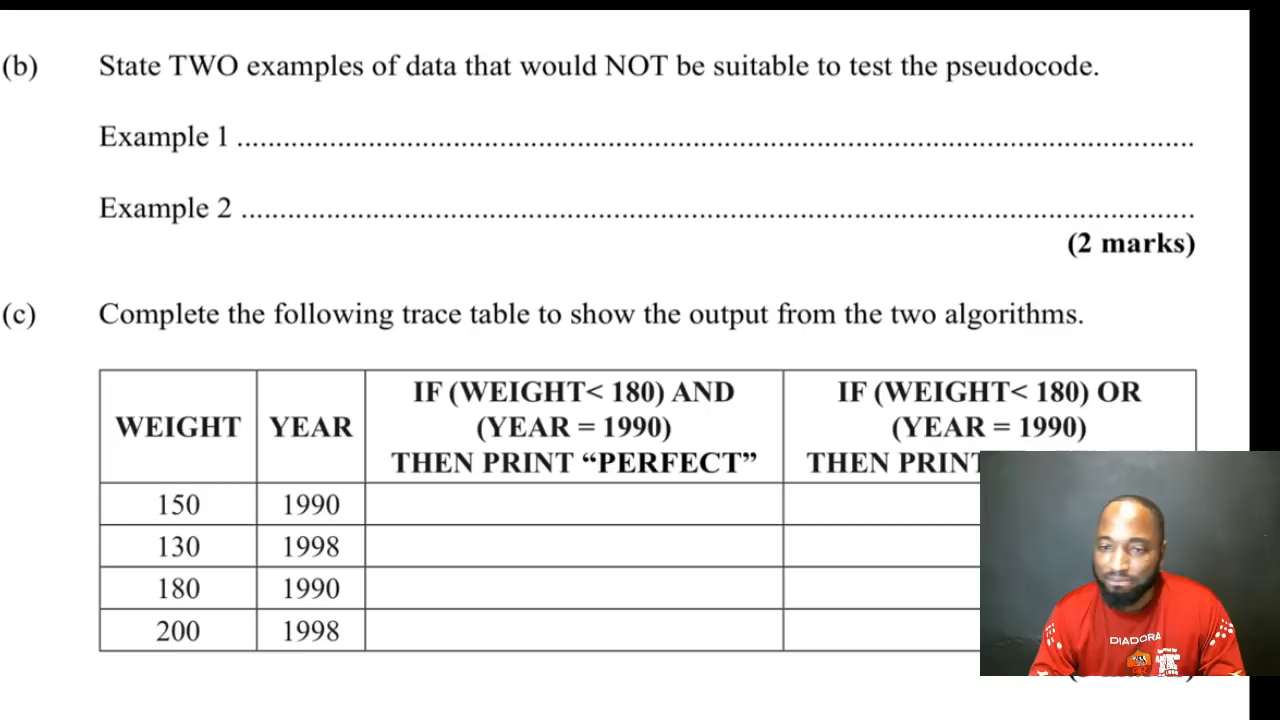 (b) State TWO examples of data that would NOT be suitable to test the pseudocode.
Example 1 ..........................................................................................................................
Example 2 ..........................................................................................................................
(2 marks)
(c) Complete the following trace table to show the output from the two algorithms.
WEIGHT YEAR IF (WEIGHT< 180) AND (YEAR = 1990) THEN PRINT “PERFECT” IF (WEIGHT< 180) OR (YEAR = 1990) THEN PRINT
150 1990
130 1998
180 1990
200 1998
DIADORA